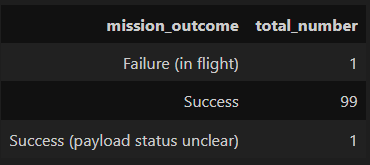 mission_outcome total_number
Failure (in flight) 1
Success 99
Success (payload status unclear) 1